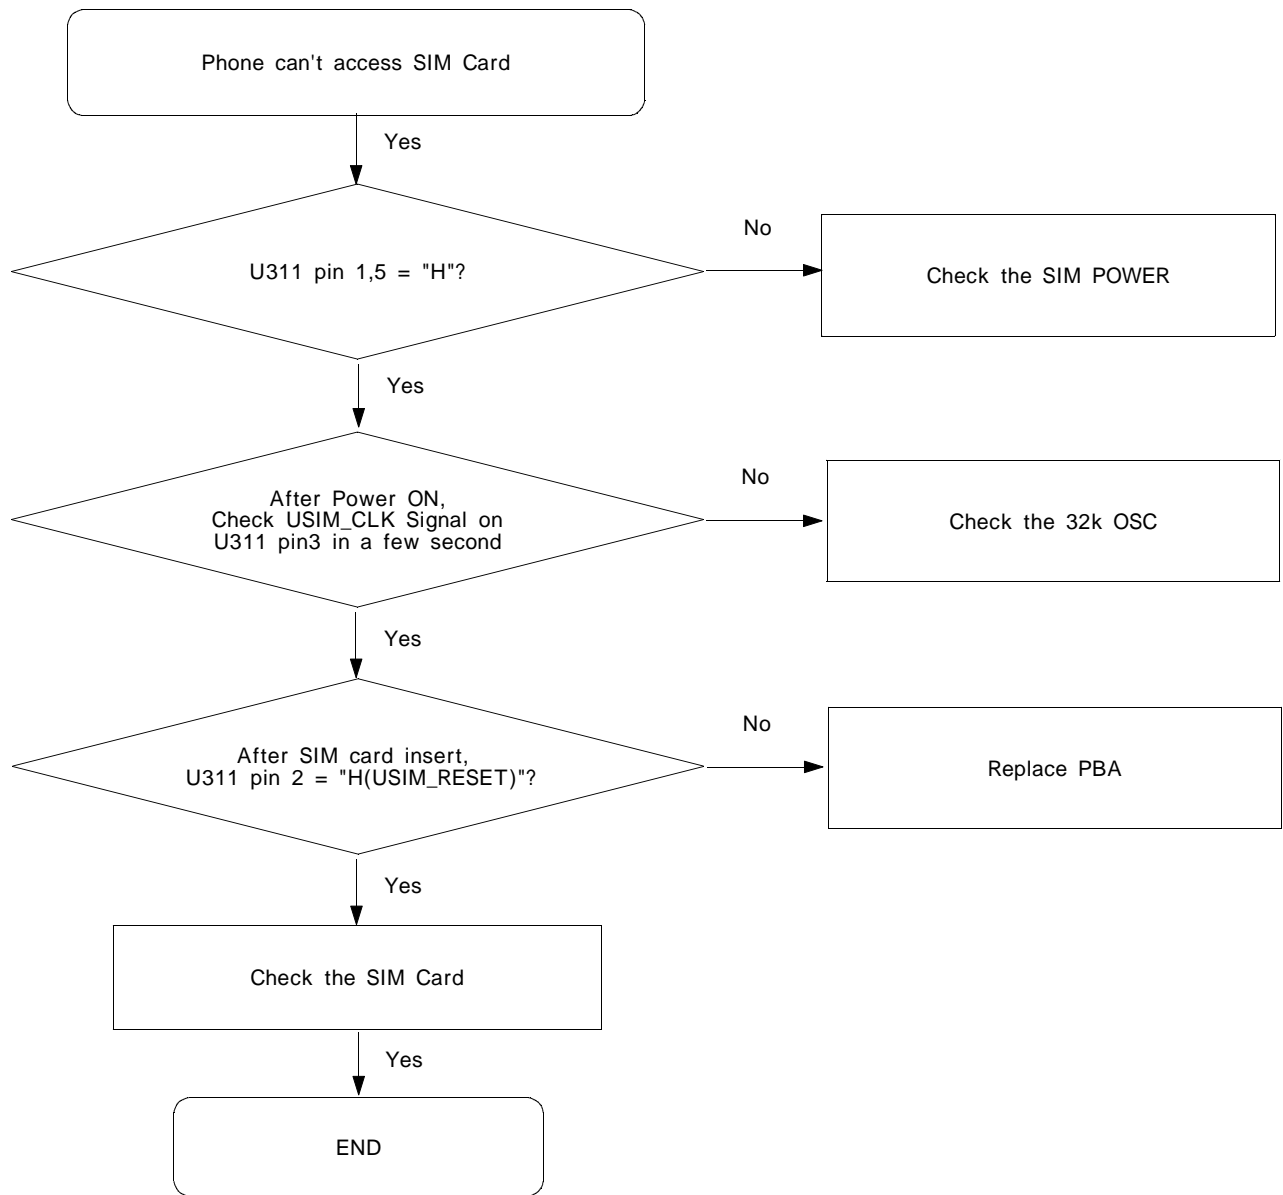 Phone can't access SIM Card
Yes
U311 pin 1,5 = "H"?
No
Check the SIM POWER
Yes
After Power ON,
Check USIM_CLK Signal on
U311 pin3 in a few second
No
Check the 32k OSC
Yes
After SIM card insert,
U311 pin 2 = "H(USIM_RESET)"?
No
Replace PBA
Yes
Check the SIM Card
Yes
END